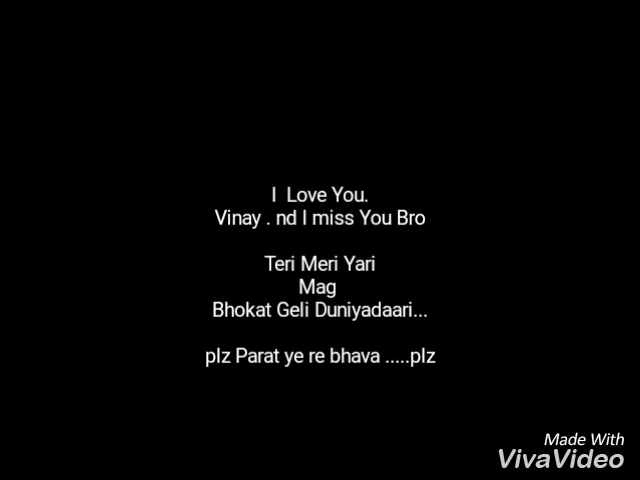 I Love You.
Vinay . nd I miss You Bro
Teri Meri Yari
Mag
Bhokat Geli Duniyadaari...
plz Parat ye re bhava .....plz
Made With
VivaVideo